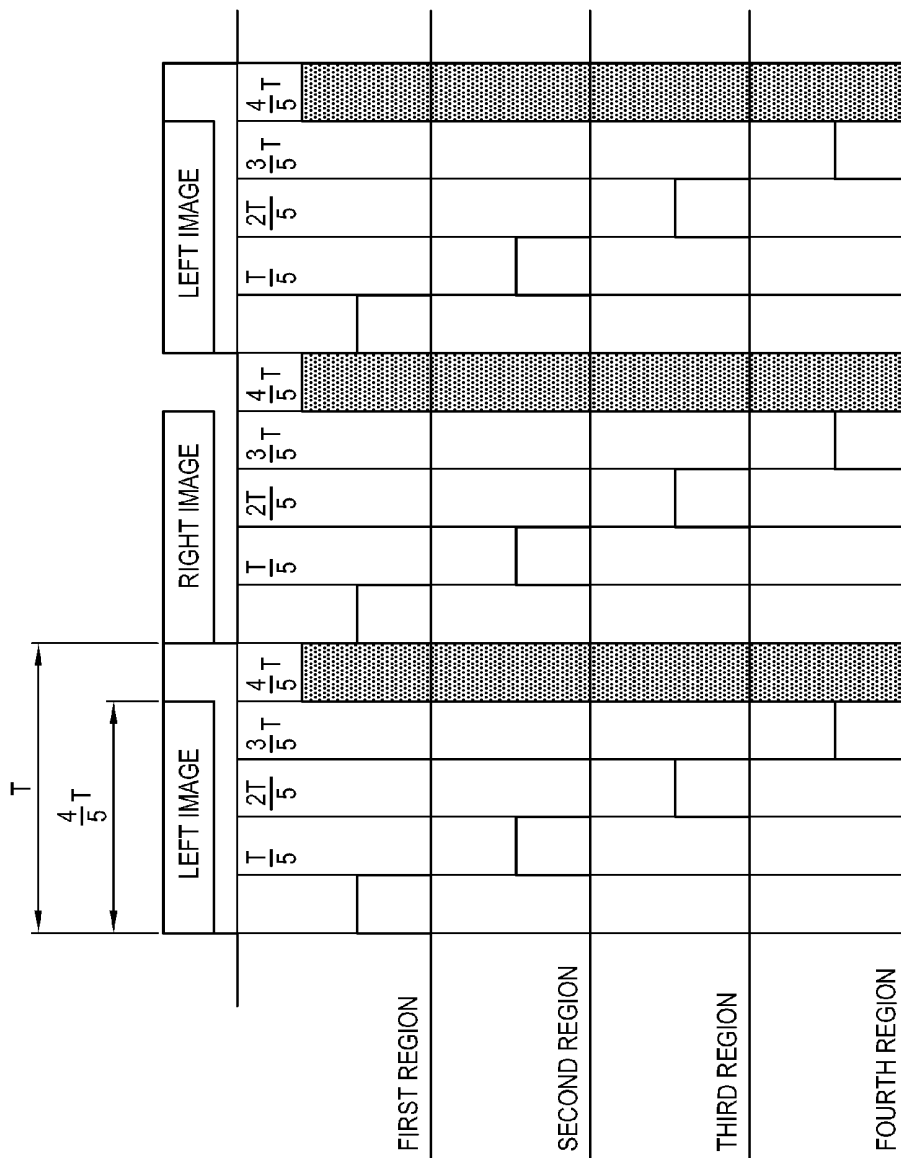 T
4/5 T
LEFT IMAGE RIGHT IMAGE LEFT IMAGE
T/5 2T/5 3/5 T 4/5 T T/5 2T/5 3/5 T 4/5 T T/5 2T/5 3/5 T 4/5 T
FIRST REGION
SECOND REGION
THIRD REGION
FOURTH REGION